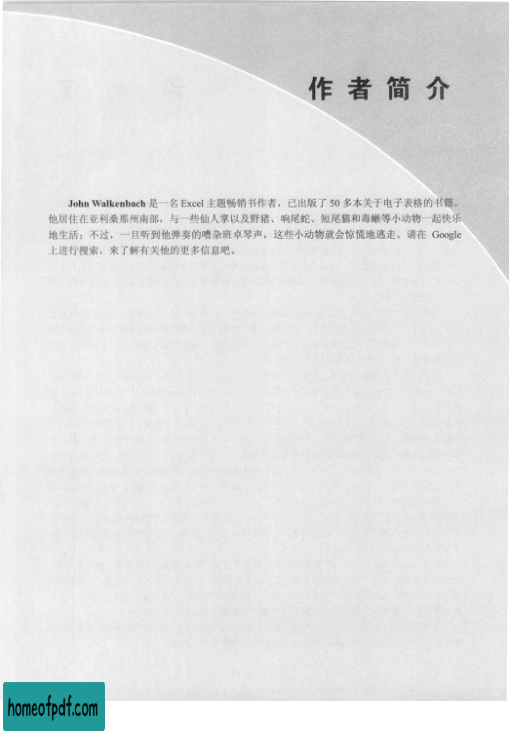 作者简介
John Walkenbach 是一名 Excel 主题畅销书作者，已出版了 50 多本关于电子表格的书籍。
他居住在亚利桑那州南部，与一些仙人掌以及野猪、响尾蛇、短尾猫和毒蜥等小动物一起快乐
地生活；不过，一旦听到他弹奏的嘈杂班卓琴声，这些小动物就会惊慌地逃走。请在 Google
上进行搜索，来了解有关他的更多信息吧。
homeofpdf.com